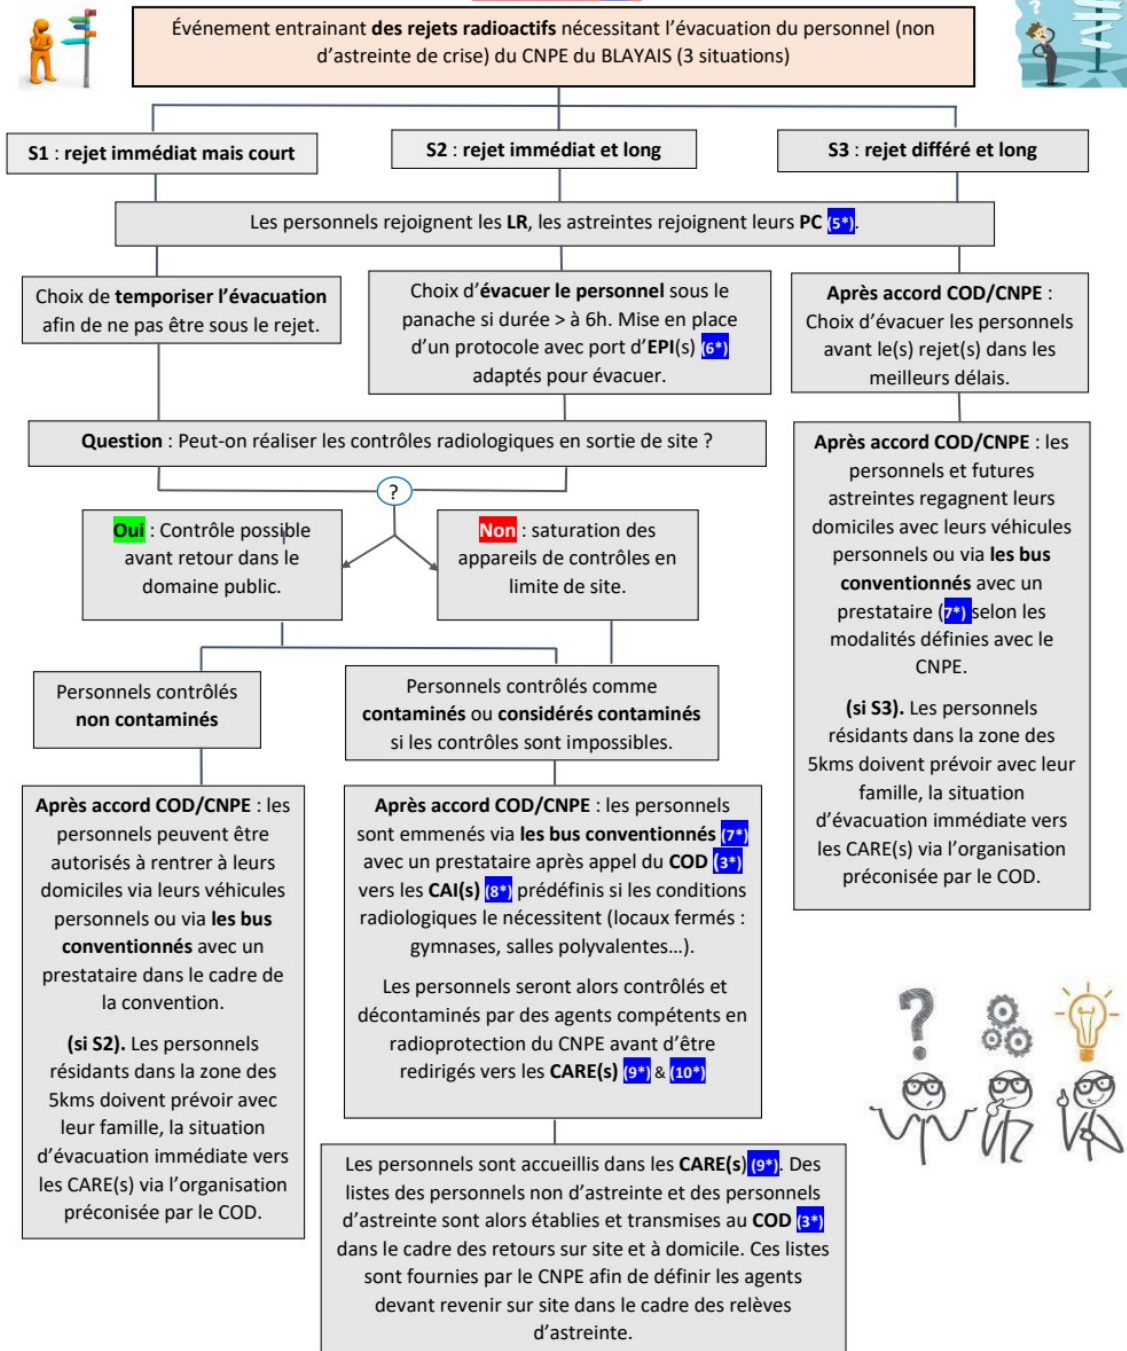 Événement entrainant des rejets radioactifs nécessitant l'évacuation du personnel (non
d'astreinte de crise) du CNPE du BLAYAIS (3 situations)
?
S1 : rejet immédiat mais court
S2 : rejet immédiat et long
S3 : rejet différé et long
Les personnels rejoignent les LR, les astreintes rejoignent leurs PC (5*).
Choix de temporiser l'évacuation
afin de ne pas être sous le rejet.
Choix d'évacuer le personnel sous le
panache si durée > à 6h. Mise en place
d'un protocole avec port d'EPI(s) (6*)
adaptés pour évacuer.
Après accord COD/CNPE :
Choix d'évacuer les personnels
avant le(s) rejet(s) dans les
meilleurs délais.
Question : Peut-on réaliser les contrôles radiologiques en sortie de site ?
?
Oui : Contrôle possible
avant retour dans le
domaine public.
Non : saturation des
appareils de contrôles en
limite de site.
Après accord COD/CNPE : les
personnels et futures
astreintes regagnent leurs
domiciles avec leurs véhicules
personnels ou via les bus
conventionnés avec un
prestataire (7*) selon les
modalités définies avec le
CNPE.
(si S3). Les personnels
résidants dans la zone des
5kms doivent prévoir avec leur
famille, la situation
d'évacuation immédiate vers
les CARE(s) via l'organisation
préconisée par le COD.
Personnels contrôlés
non contaminés
Personnels contrôlés comme
contaminés ou considérés contaminés
si les contrôles sont impossibles.
Après accord COD/CNPE : les
personnels peuvent être
autorisés à rentrer à leurs
domiciles via leurs véhicules
personnels ou via les bus
conventionnés avec un
prestataire dans le cadre de
la convention.
(si S2). Les personnels
résidants dans la zone des
5kms doivent prévoir avec
leur famille, la situation
d'évacuation immédiate vers
les CARE(s) via l'organisation
préconisée par le COD.
Après accord COD/CNPE : les personnels
sont emmenés via les bus conventionnés (7*)
avec un prestataire après appel du COD (3*)
vers les CAI(s) (8*) prédéfinis si les conditions
radiologiques le nécessitent (locaux fermés :
gymnases, salles polyvalentes…).
Les personnels seront alors contrôlés et
décontaminés par des agents compétents en
radioprotection du CNPE avant d'être
redirigés vers les CARE(s) (9*) & (10*)
?
Les personnels sont accueillis dans les CARE(s) (9*). Des
listes des personnels non d'astreinte et des personnels
d'astreinte sont alors établies et transmises au COD (3*)
dans le cadre des retours sur site et à domicile. Ces listes
sont fournies par le CNPE afin de définir les agents
devant revenir sur site dans le cadre des relèves
d'astreinte.